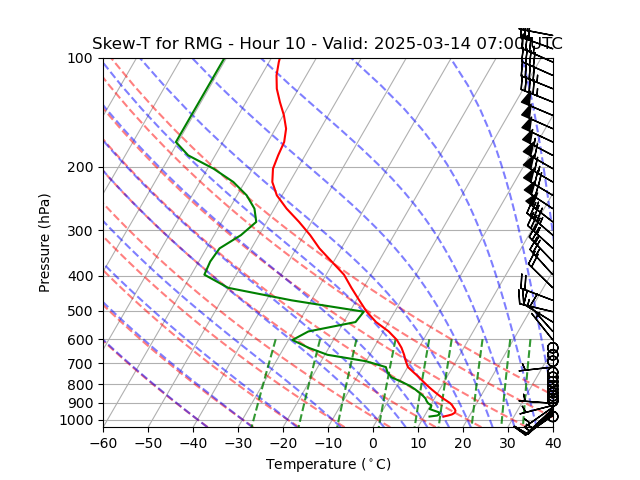 Skew-T for RMG - Hour 10 - Valid: 2025-03-14 07:00 UTC
100
200
300
400
500
600
700
800
900
1000
Pressure (hPa)
−60 −50 −40 −30 −20 −10 0 10 20 30 40
Temperature (°C)